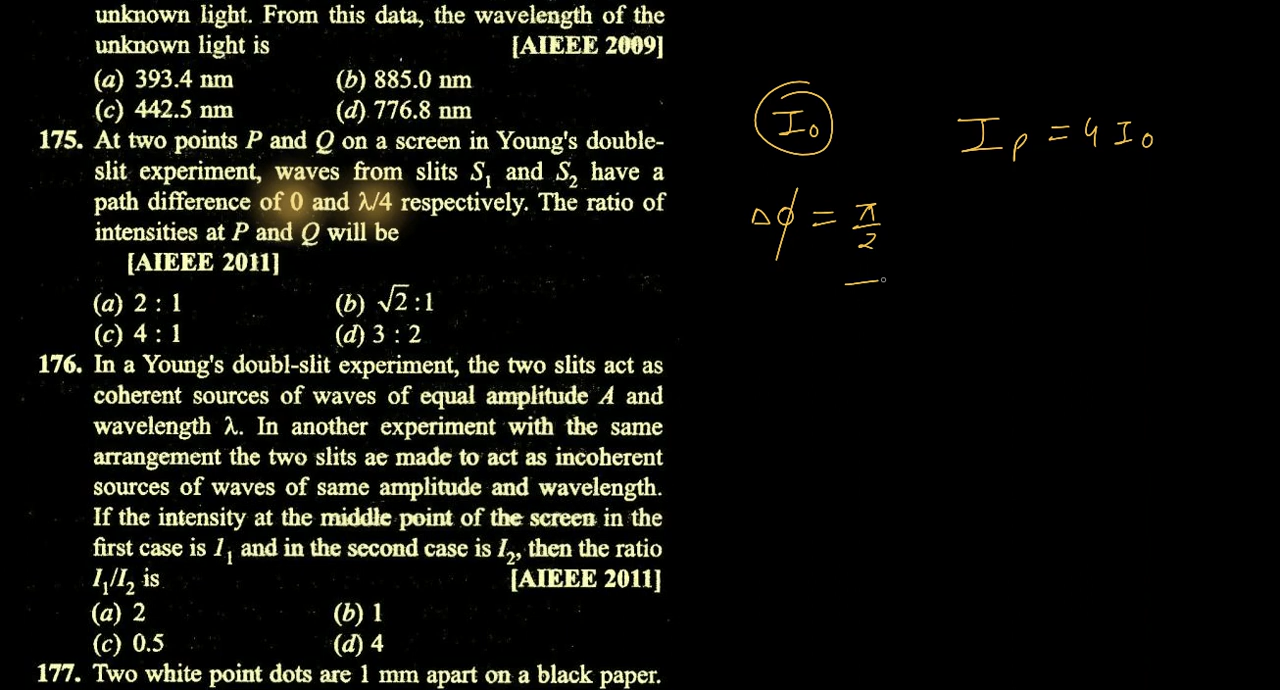 unknown light. From this data, the wavelength of the
unknown light is [AIEEE 2009]
(a) 393.4 nm (b) 885.0 nm
(c) 442.5 nm (d) 776.8 nm
175. At two points P and Q on a screen in Young's double-
slit experiment, waves from slits S₁ and S₂ have a
path difference of 0 and λ/4 respectively. The ratio of
intensities at P and Q will be
[AIEEE 2011]
(a) 2 : 1 (b) √2 :1
(c) 4 : 1 (d) 3 : 2
176. In a Young's doubl-slit experiment, the two slits act as
coherent sources of waves of equal amplitude A and
wavelength λ. In another experiment with the same
arrangement the two slits ae made to act as incoherent
sources of waves of same amplitude and wavelength.
If the intensity at the middle point of the screen in the
first case is I₁ and in the second case is I₂, then the ratio
I₁/I₂ is [AIEEE 2011]
(a) 2 (b) 1
(c) 0.5 (d) 4
177. Two white point dots are 1 mm apart on a black paper.
I₀ I_P = 4 I₀
Δϕ = π/2